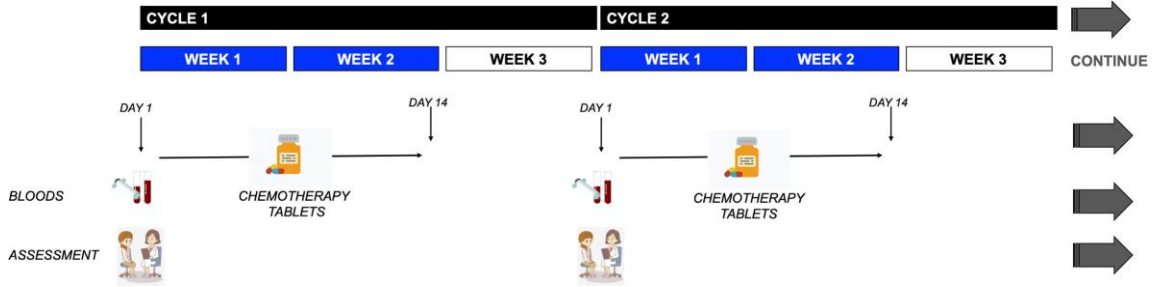 CYCLE 1
CYCLE 2
WEEK 1
WEEK 2
WEEK 3
WEEK 1
WEEK 2
WEEK 3
CONTINUE
DAY 1
DAY 14
DAY 1
DAY 14
BLOODS
CHEMOTHERAPY
TABLETS
CHEMOTHERAPY
TABLETS
ASSESSMENT